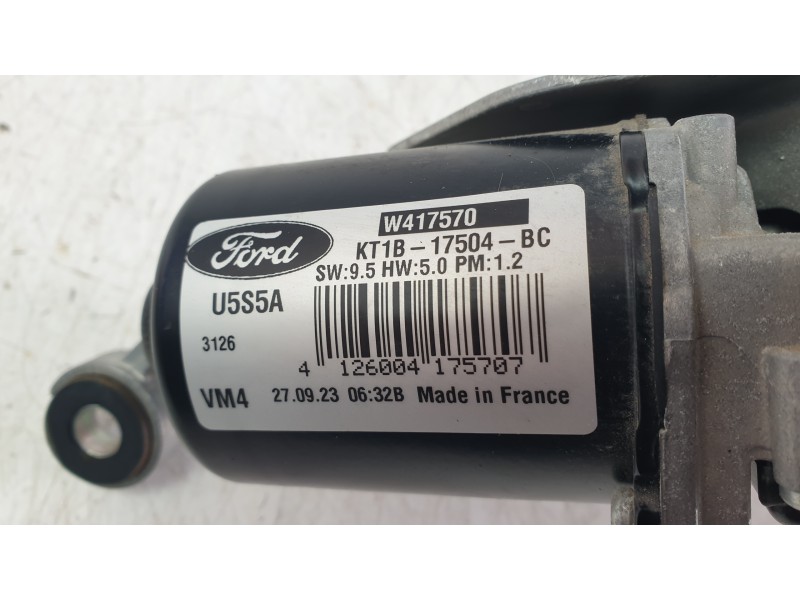 W417570
Ford
KT1B-17504-BC
SW:9.5 HW:5.0 PM:1.2
U5S5A
3126
4 126004 175707
VM4 27.09.23 06:32B Made in France